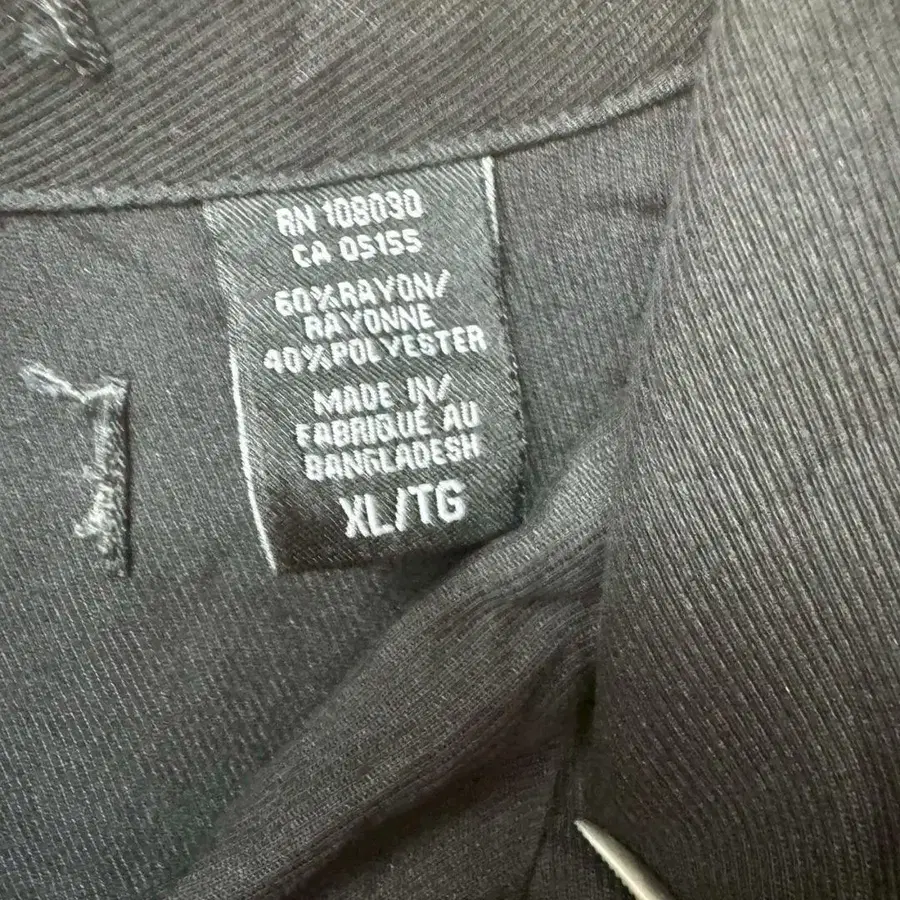 RN 108030
CA 05155
60%RAYON/
RAYONNE
40%POLYESTER
MADE IN/
FABRIQUÉ AU
BANGLADESH
XL/TG